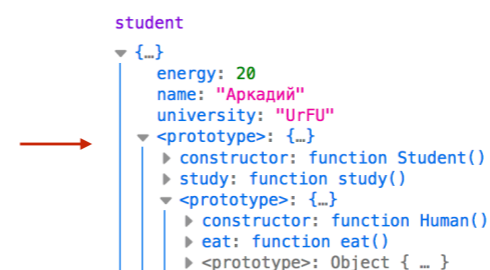 student
{…}
energy: 20
name: "Аркадий"
university: "UrFU"
<prototype>: {…}
constructor: function Student()
study: function study()
<prototype>: {…}
constructor: function Human()
eat: function eat()
<prototype>: Object { … }